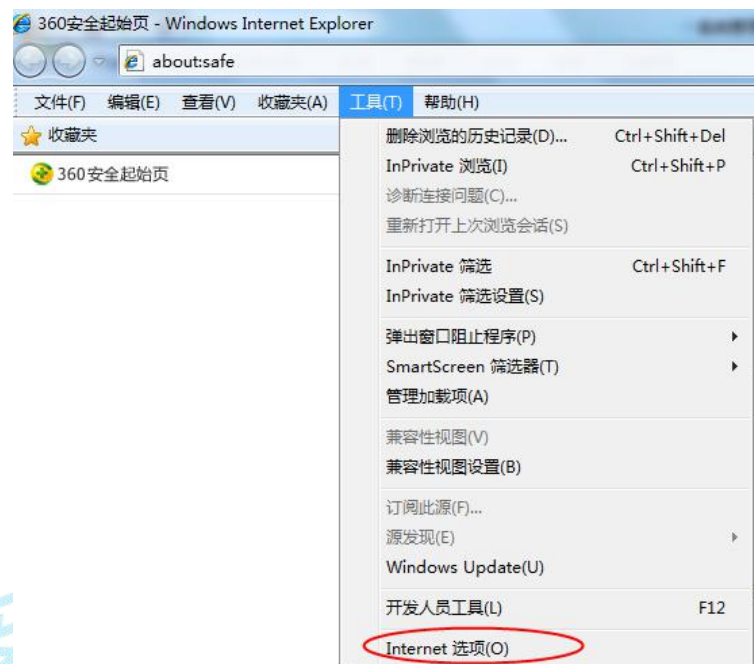 360安全起始页 - Windows Internet Explorer
about:safe
文件(F) 编辑(E) 查看(V) 收藏夹(A) 工具(T) 帮助(H)
收藏夹
360安全起始页
删除浏览的历史记录(D)... Ctrl+Shift+Del
InPrivate 浏览(I) Ctrl+Shift+P
诊断连接问题(C)...
重新打开上次浏览会话(S)
InPrivate 筛选 Ctrl+Shift+F
InPrivate 筛选设置(S)
弹出窗口阻止程序(P)
SmartScreen 筛选器(T)
管理加载项(A)
兼容性视图(V)
兼容性视图设置(B)
订阅此源(F)...
源发现(E)
Windows Update(U)
开发人员工具(L) F12
Internet 选项(O)